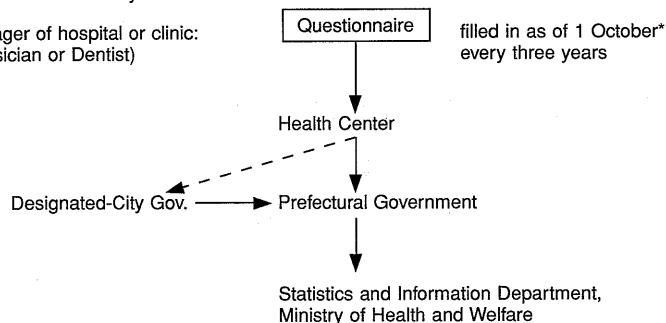 ager of hospital or clinic:
sician or Dentist)
Questionnaire
filled in as of 1 October*
every three years
Health Center
Designated-City Gov.
Prefectural Government
Statistics and Information Department,
Ministry of Health and Welfare